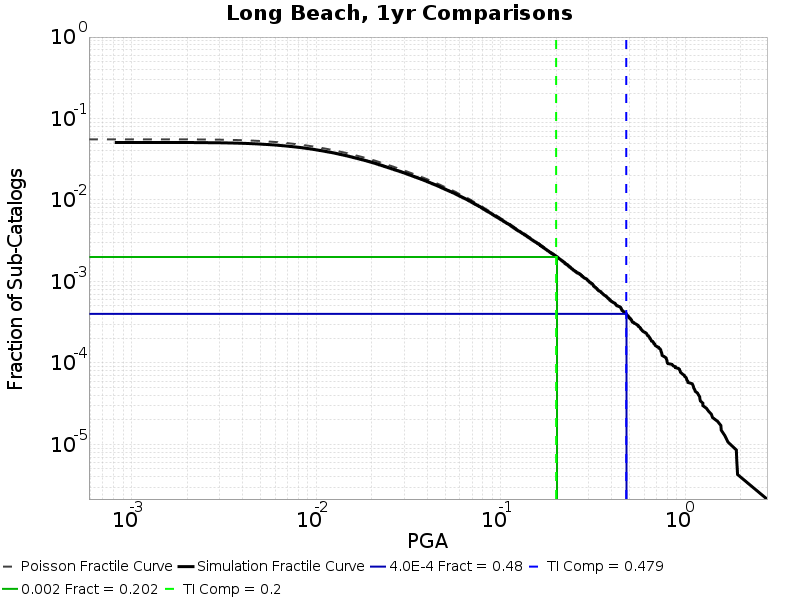 Long Beach, 1yr Comparisons
Fraction of Sub-Catalogs
10^0
10^-1
10^-2
10^-3
10^-4
10^-5
10^-3 10^-2 10^-1 10^0
PGA
Poisson Fractile Curve Simulation Fractile Curve 4.0E-4 Fract = 0.48 TI Comp = 0.479
0.002 Fract = 0.202 TI Comp = 0.2